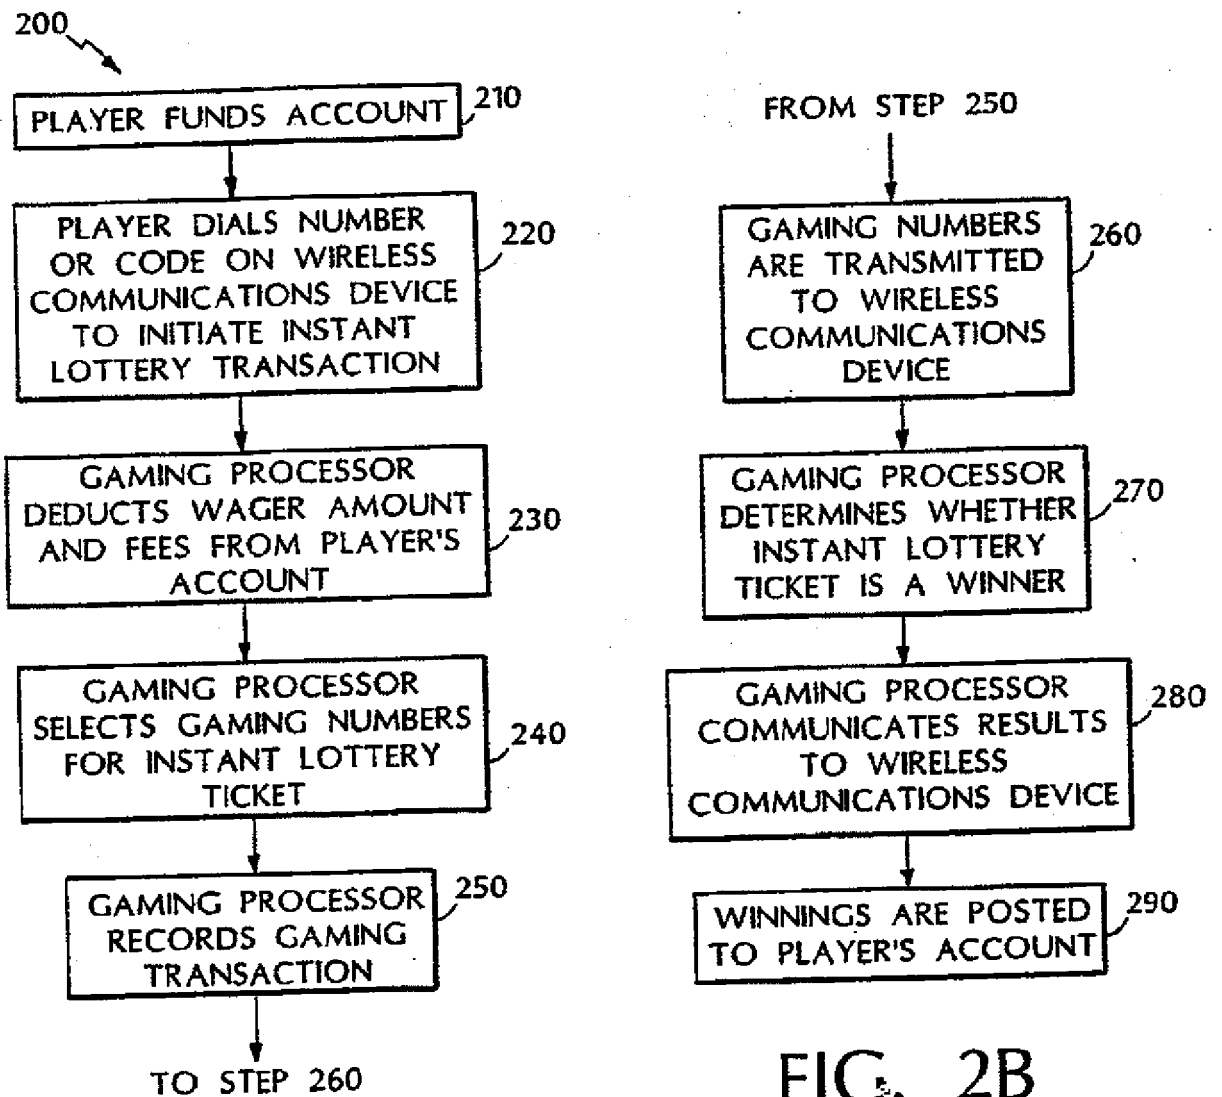 200
PLAYER FUNDS ACCOUNT
210
PLAYER DIALS NUMBER
OR CODE ON WIRELESS
COMMUNICATIONS DEVICE
TO INITIATE INSTANT
LOTTERY TRANSACTION
220
GAMING PROCESSOR
DEDUCTS WAGER AMOUNT
AND FEES FROM PLAYER'S
ACCOUNT
230
GAMING PROCESSOR
SELECTS GAMING NUMBERS
FOR INSTANT LOTTERY
TICKET
240
GAMING PROCESSOR
RECORDS GAMING
TRANSACTION
250
TO STEP 260
FROM STEP 250
GAMING NUMBERS
ARE TRANSMITTED
TO WIRELESS
COMMUNICATIONS
DEVICE
260
GAMING PROCESSOR
DETERMINES WHETHER
INSTANT LOTTERY
TICKET IS A WINNER
270
GAMING PROCESSOR
COMMUNICATES RESULTS
TO WIRELESS
COMMUNICATIONS DEVICE
280
WINNINGS ARE POSTED
TO PLAYER'S ACCOUNT
290
FIG. 2B